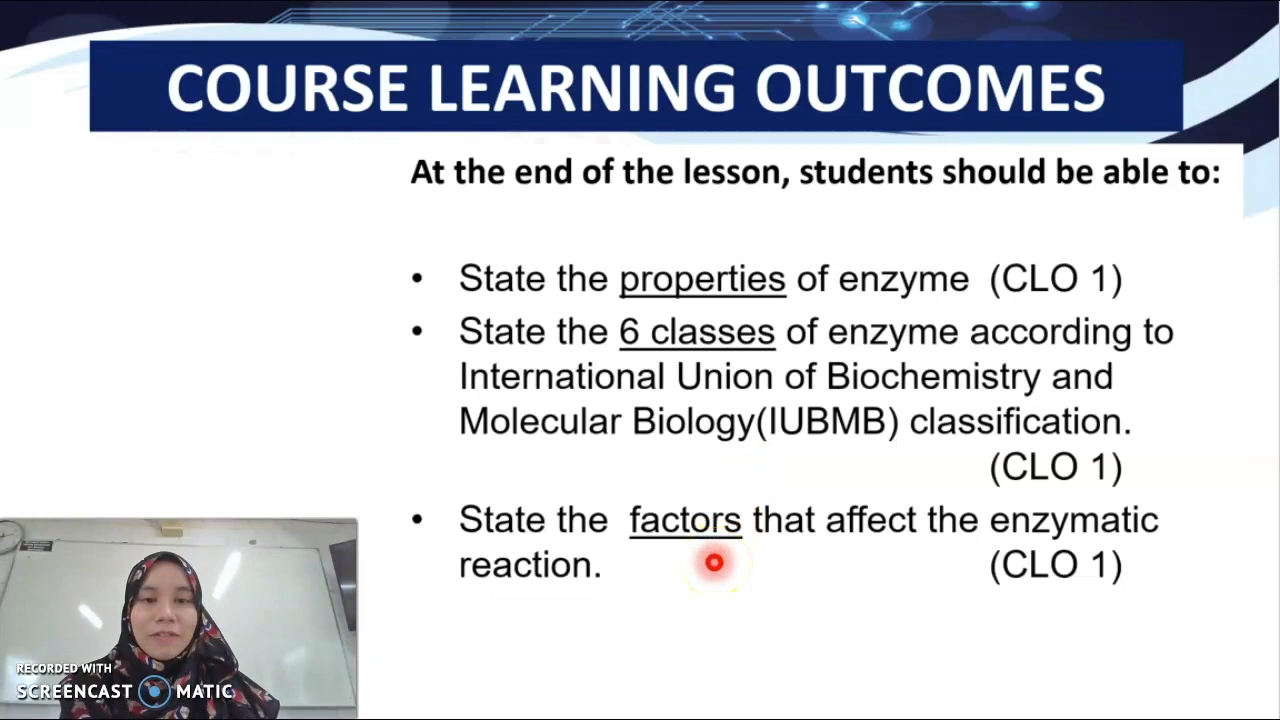 COURSE LEARNING OUTCOMES
At the end of the lesson, students should be able to:
• State the properties of enzyme (CLO 1)
• State the 6 classes of enzyme according to
International Union of Biochemistry and
Molecular Biology(IUBMB) classification.
(CLO 1)
• State the factors that affect the enzymatic
reaction. (CLO 1)
RECORDED WITH
SCREENCAST MATIC